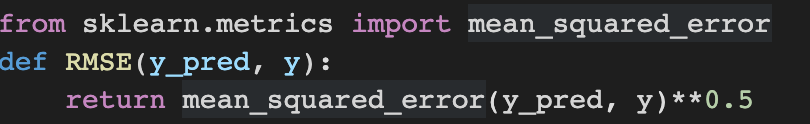 from sklearn.metrics import mean_squared_error
def RMSE(y_pred, y):
    return mean_squared_error(y_pred, y)**0.5